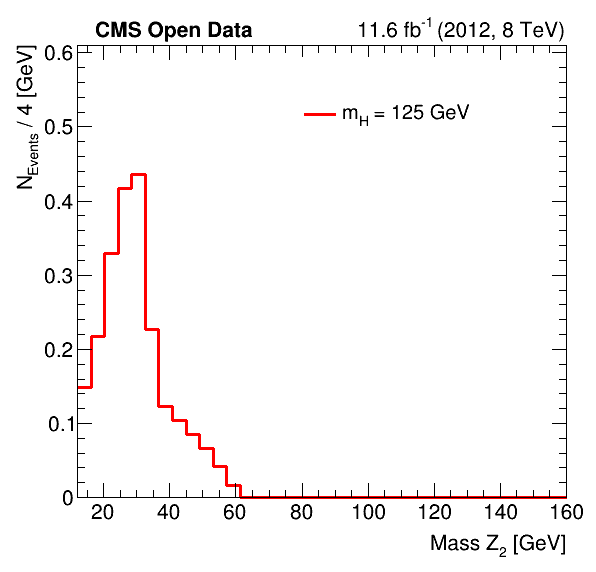 CMS Open Data 11.6 fb⁻¹ (2012, 8 TeV)
N_Events / 4 [GeV]
0.6
0.5
m_H = 125 GeV
0.4
0.3
0.2
0.1
0
20 40 60 80 100 120 140 160
Mass Z₂ [GeV]